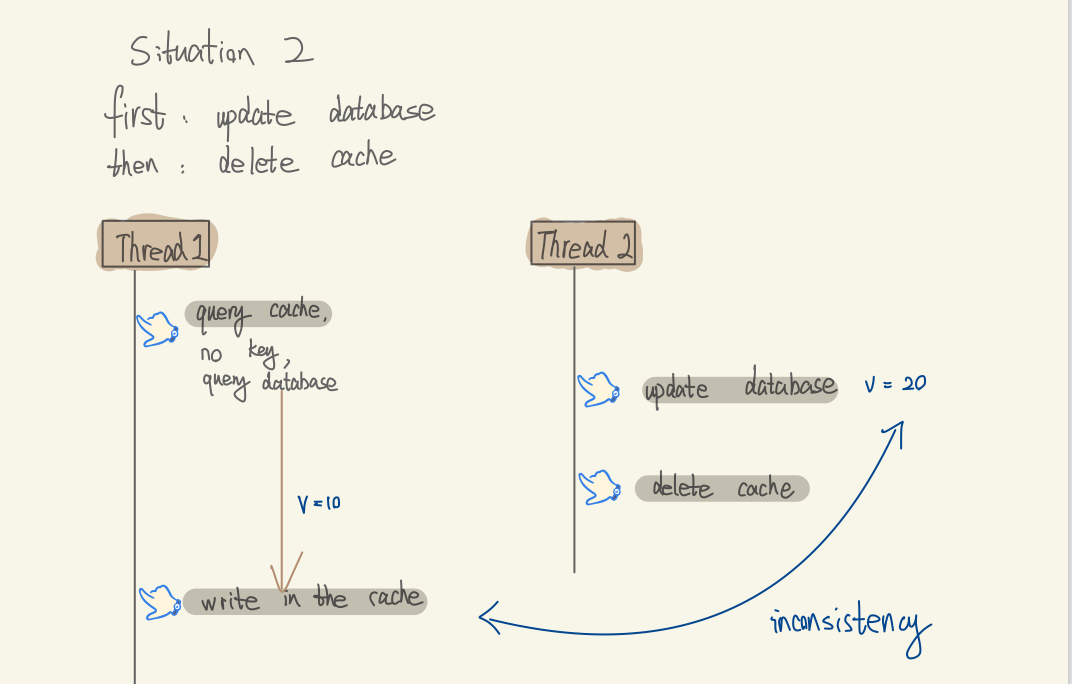 Situation 2
first : update database
then : delete cache
Thread 1
Thread 2
query cache,
no key,
query database
update database V = 20
V = 10
delete cache
write in the cache
inconsistency